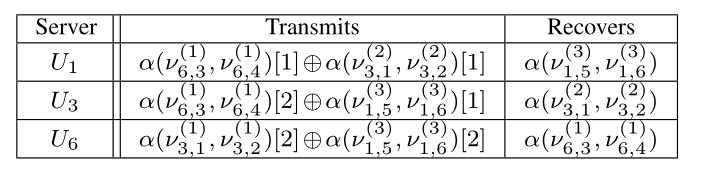 Server Transmits Recovers
U₁ α(ν_{6,3}^{(1)}, ν_{6,4}^{(1)})[1]⊕α(ν_{3,1}^{(2)}, ν_{3,2}^{(2)})[1] α(ν_{1,5}^{(3)}, ν_{1,6}^{(3)})
U₃ α(ν_{6,3}^{(1)}, ν_{6,4}^{(1)})[2]⊕α(ν_{1,5}^{(3)}, ν_{1,6}^{(3)})[1] α(ν_{3,1}^{(2)}, ν_{3,2}^{(2)})
U₆ α(ν_{3,1}^{(1)}, ν_{3,2}^{(1)})[2]⊕α(ν_{1,5}^{(3)}, ν_{1,6}^{(3)})[2] α(ν_{6,3}^{(1)}, ν_{6,4}^{(1)})